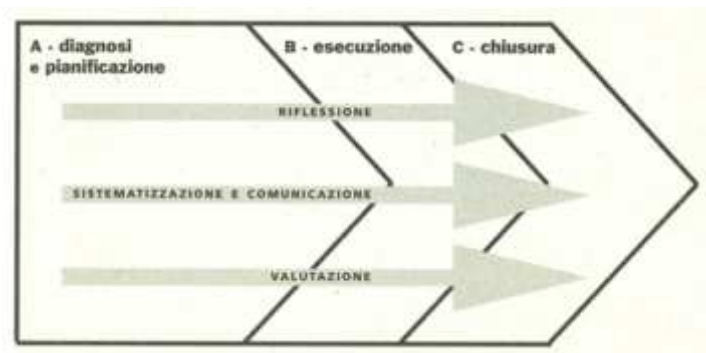 A - diagnosi
e pianificazione
B - esecuzione
C - chiusura
RIFLESSIONE
SISTEMATIZZAZIONE E COMUNICAZIONE
VALUTAZIONE